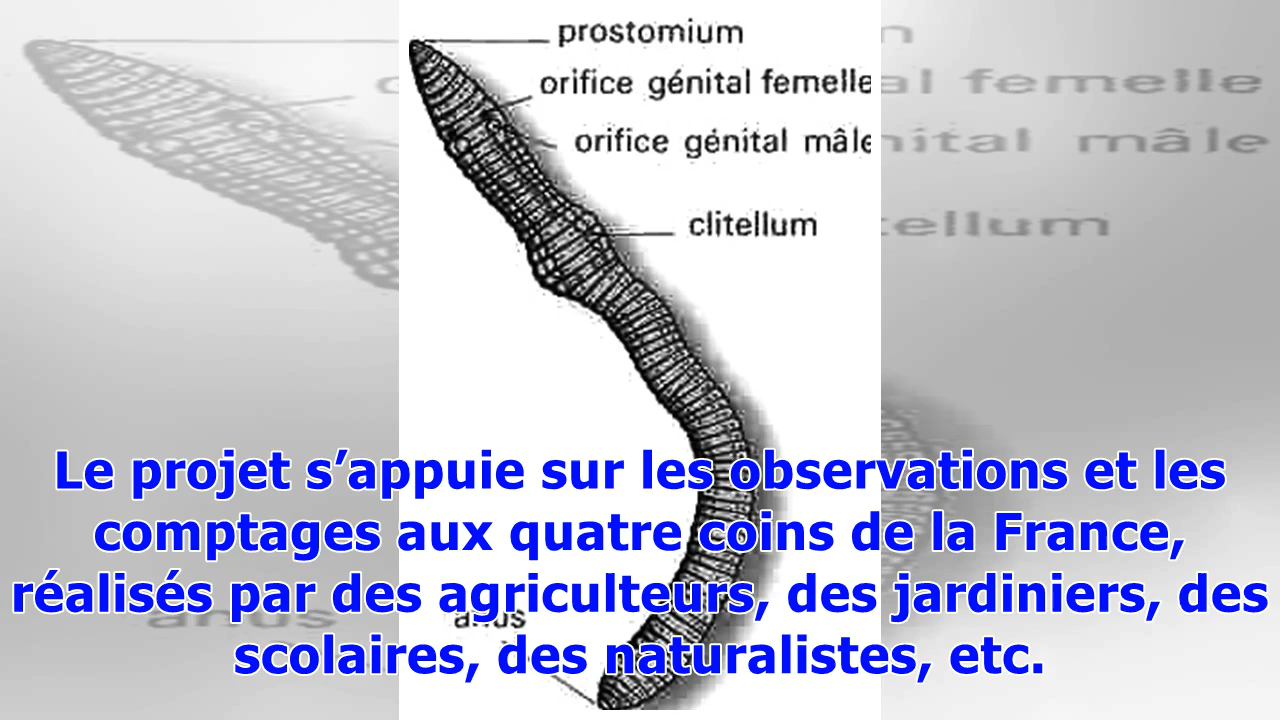 prostomium
orifice génital femelle
orifice génital mâle
clitellum
Le projet s’appuie sur les observations et les
comptages aux quatre coins de la France,
réalisés par des agriculteurs, des jardiniers, des
anus
scolaires, des naturalistes, etc.